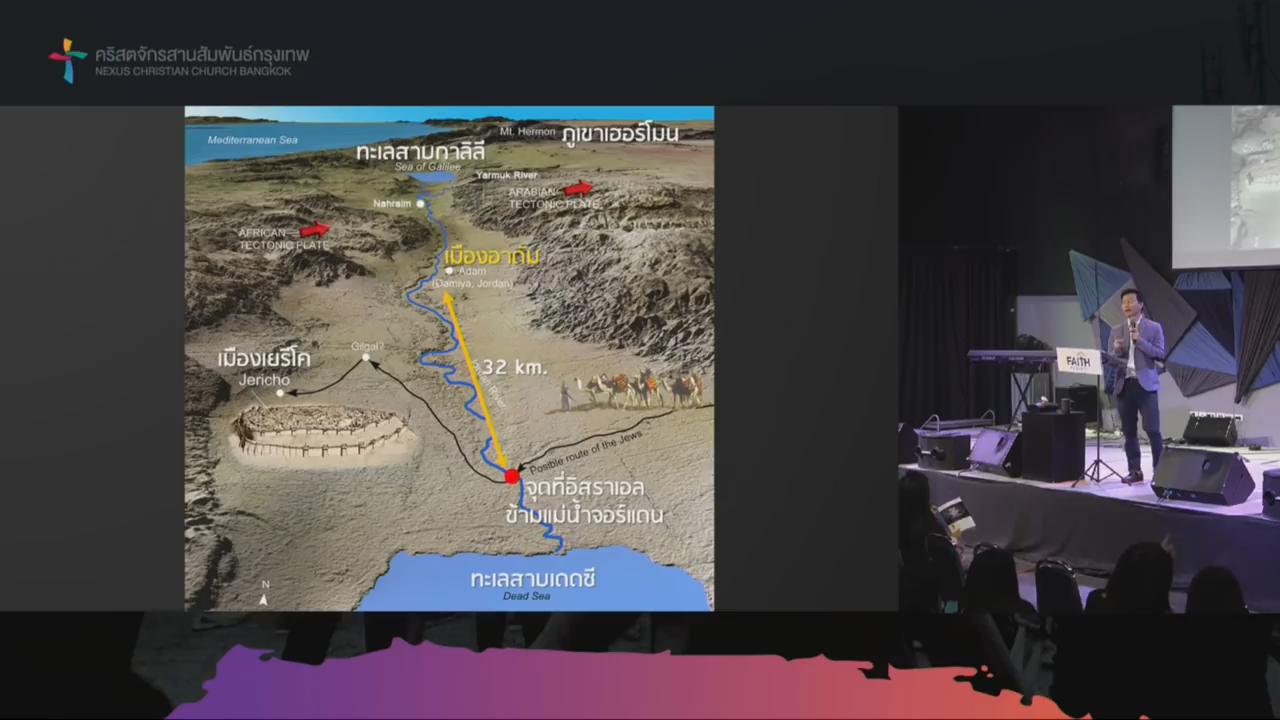 คริสตจักรสานสัมพันธ์กรุงเทพ
NEXUS CHRISTIAN CHURCH BANGKOK
Mediterranean Sea
Mt. Hermon ภูเขาเฮอร์โมน
ทะเลสาบกาลิลี
Sea of Galilee
Yarmuk River
ARABIAN
TECTONIC PLATE
Nahraim
AFRICAN
TECTONIC PLATE
เมืองอาดัม
Adam
(Damiya, Jordan)
Gilgal?
เมืองเยรีโค
Jericho
32 km.
River
Posible route of the Jews
จุดที่อิสราเอล
ข้ามแม่น้ำจอร์แดน
N
ทะเลสาบเดดซี
Dead Sea
FAITH